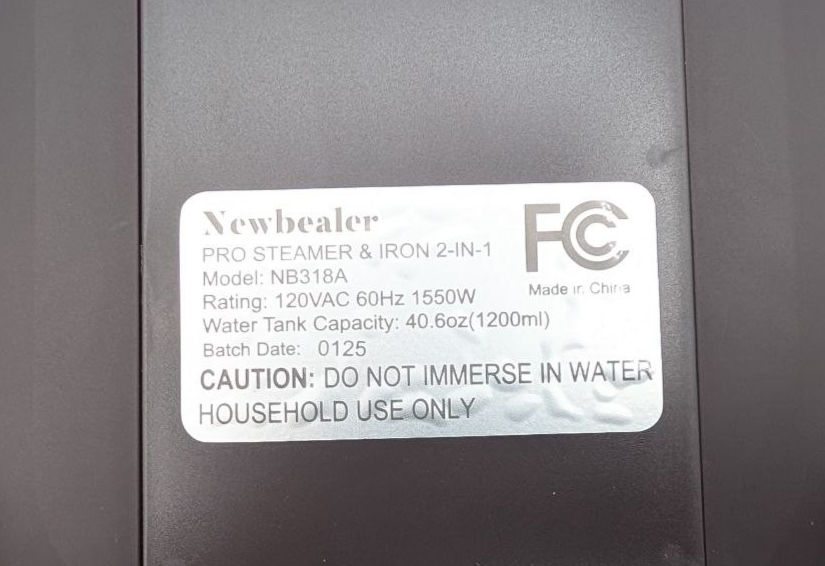 Newbealer
PRO STEAMER & IRON 2-IN-1
Model: NB318A
Rating: 120VAC 60Hz 1550W
Water Tank Capacity: 40.6oz(1200ml)
Batch Date: 0125
CAUTION: DO NOT IMMERSE IN WATER
HOUSEHOLD USE ONLY
FC
Made in China